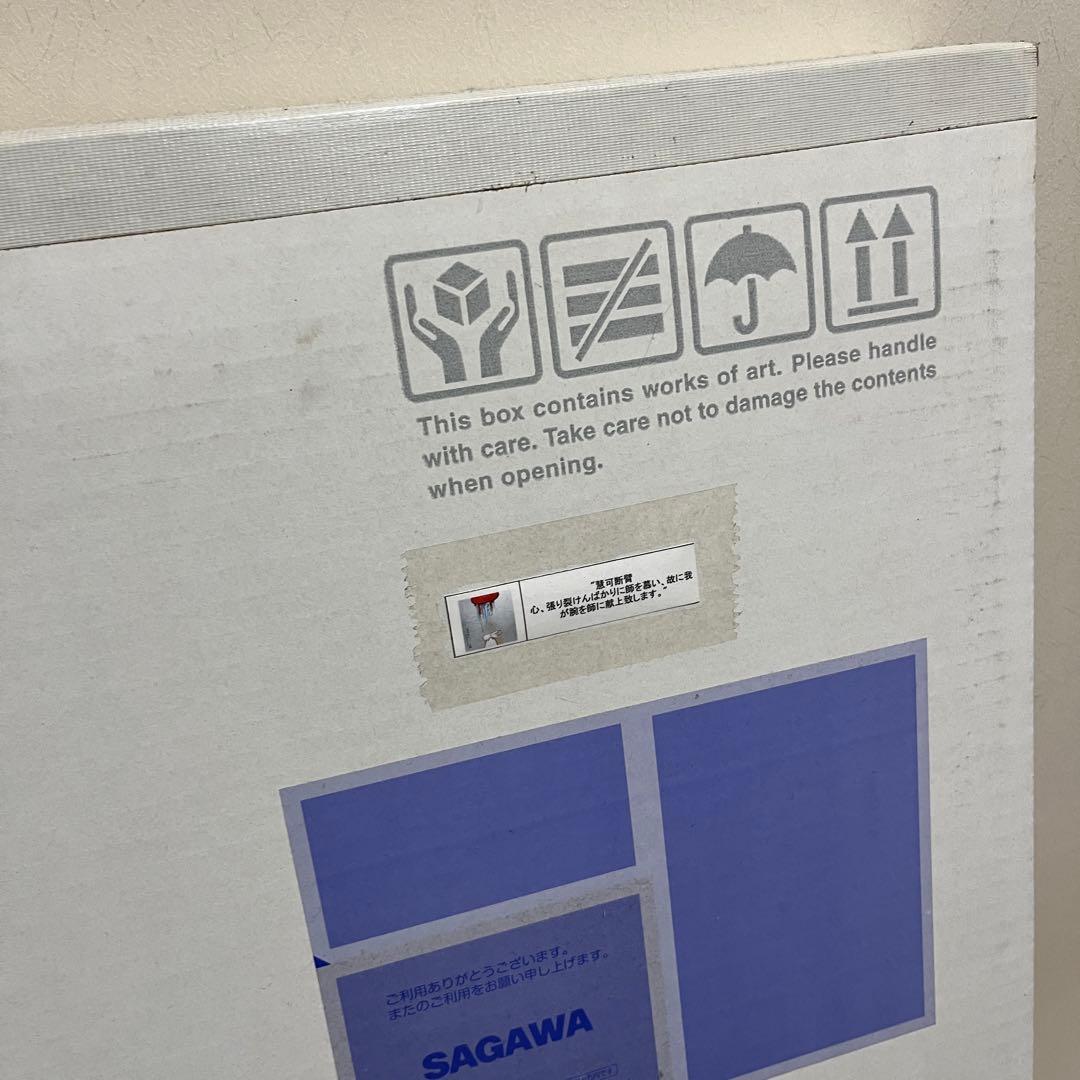 This box contains works of art. Please handle
with care. Take care not to damage the contents
when opening.
"慧可断臂
心、張り裂けんばかりに師を慕い、故に我
が腕を師に献上致します。"
ご利用ありがとうございます。
またのご利用をお願い申し上げます。
SAGAWA